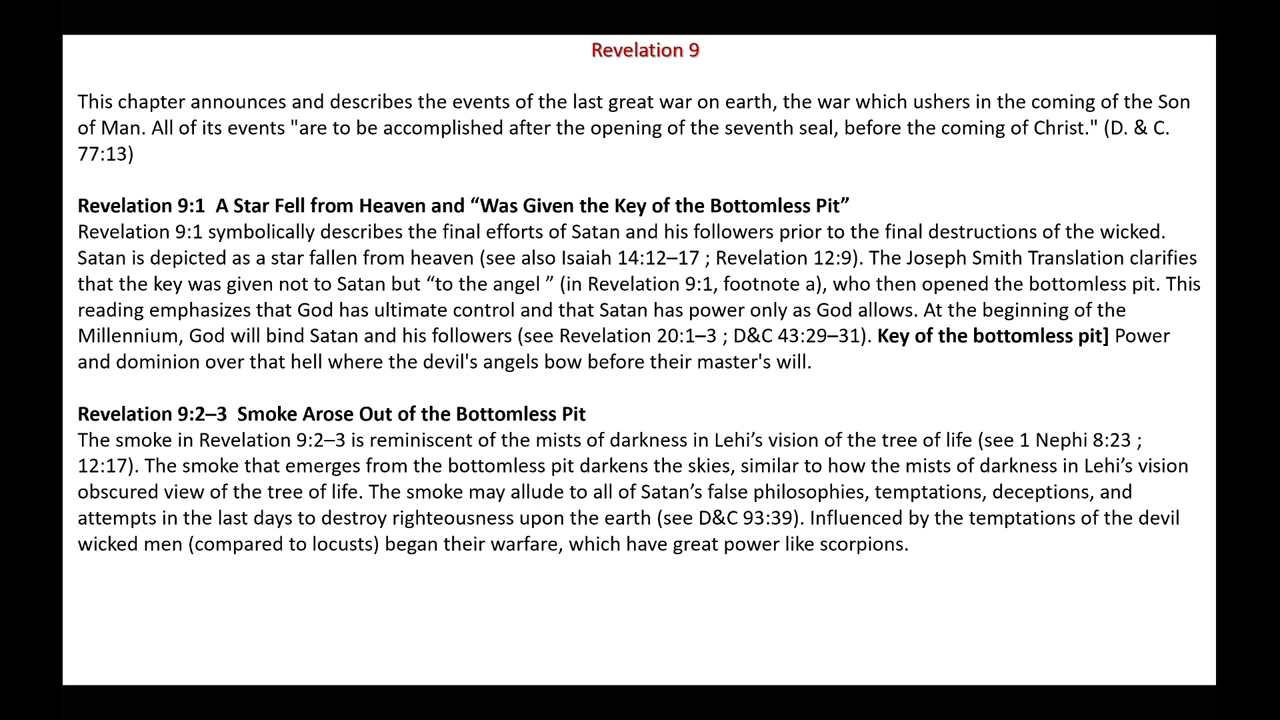 Revelation 9
This chapter announces and describes the events of the last great war on earth, the war which ushers in the coming of the Son
of Man. All of its events "are to be accomplished after the opening of the seventh seal, before the coming of Christ." (D. & C.
77:13)
Revelation 9:1  A Star Fell from Heaven and “Was Given the Key of the Bottomless Pit”
Revelation 9:1 symbolically describes the final efforts of Satan and his followers prior to the final destructions of the wicked.
Satan is depicted as a star fallen from heaven (see also Isaiah 14:12–17 ; Revelation 12:9). The Joseph Smith Translation clarifies
that the key was given not to Satan but “to the angel ” (in Revelation 9:1, footnote a), who then opened the bottomless pit. This
reading emphasizes that God has ultimate control and that Satan has power only as God allows. At the beginning of the
Millennium, God will bind Satan and his followers (see Revelation 20:1–3 ; D&C 43:29–31). Key of the bottomless pit] Power
and dominion over that hell where the devil's angels bow before their master's will.
Revelation 9:2–3  Smoke Arose Out of the Bottomless Pit
The smoke in Revelation 9:2–3 is reminiscent of the mists of darkness in Lehi’s vision of the tree of life (see 1 Nephi 8:23 ;
12:17). The smoke that emerges from the bottomless pit darkens the skies, similar to how the mists of darkness in Lehi’s vision
obscured view of the tree of life. The smoke may allude to all of Satan’s false philosophies, temptations, deceptions, and
attempts in the last days to destroy righteousness upon the earth (see D&C 93:39). Influenced by the temptations of the devil
wicked men (compared to locusts) began their warfare, which have great power like scorpions.